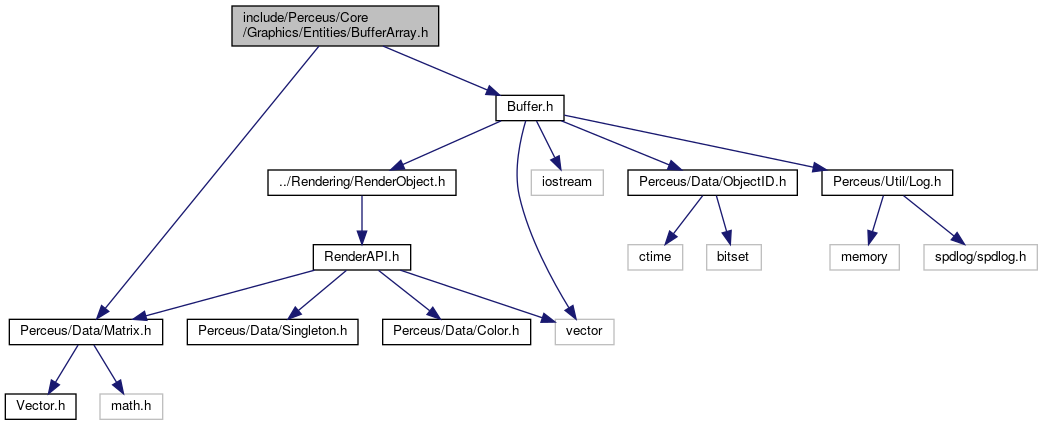 include/Perceus/Core
/Graphics/Entities/BufferArray.h
Buffer.h
../Rendering/RenderObject.h
iostream
Perceus/Data/ObjectID.h
Perceus/Util/Log.h
RenderAPI.h
ctime
bitset
memory
spdlog/spdlog.h
Perceus/Data/Matrix.h
Perceus/Data/Singleton.h
Perceus/Data/Color.h
vector
Vector.h
math.h